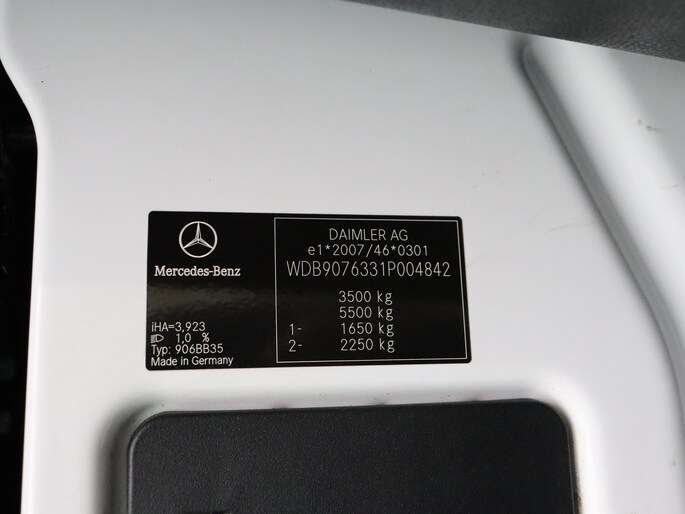 Mercedes-Benz
iHA=3,923
1,0 %
Typ: 906BB35
Made in Germany
DAIMLER AG
e1*2007/46*0301
WDB9076331P004842
3500 kg
5500 kg
1- 1650 kg
2- 2250 kg